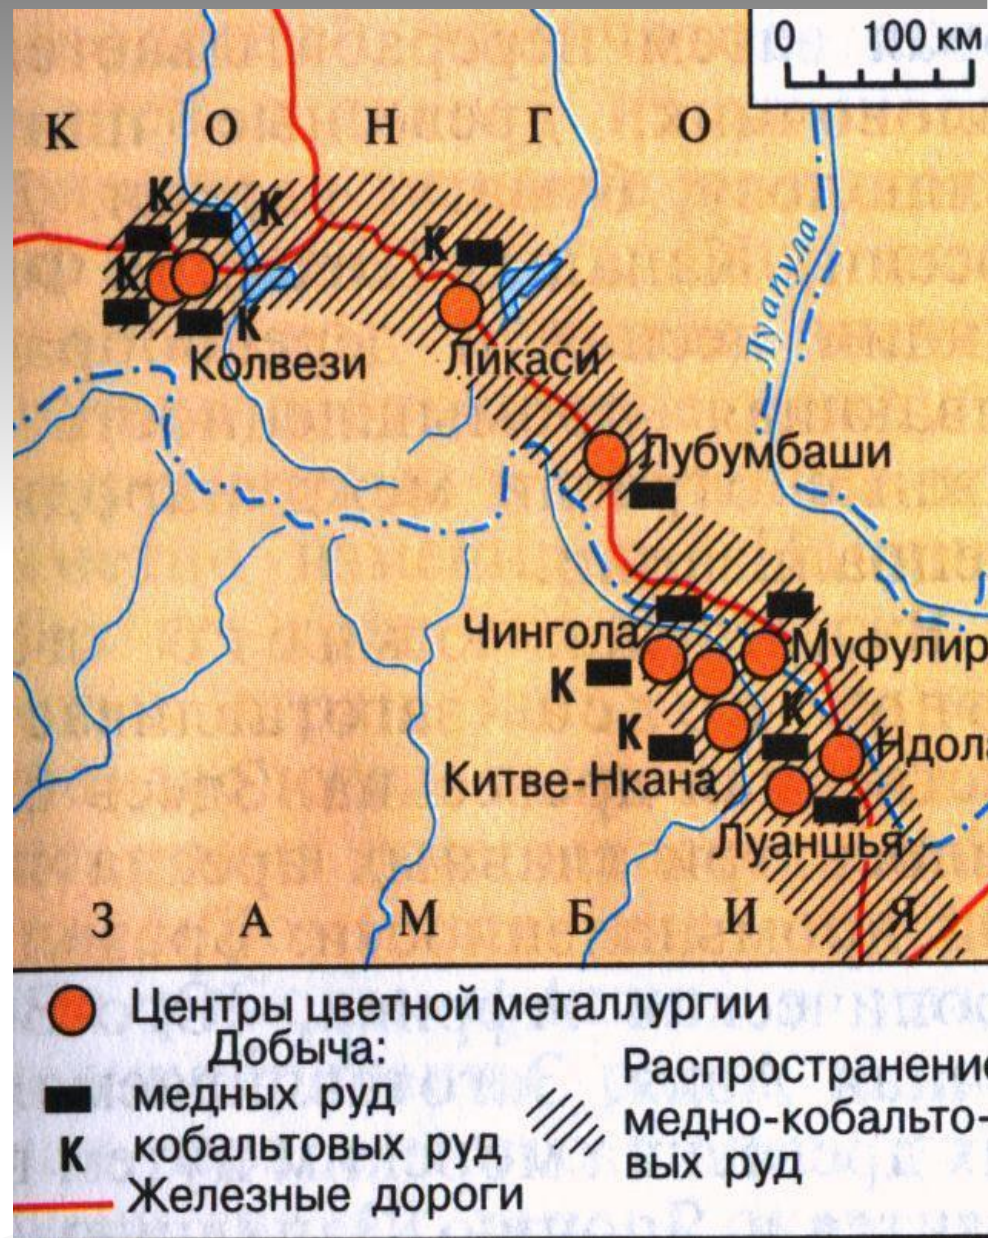 0 100 км
К О Н Г О
К
К
К
Луапула
К
К
Колвези
Ликаси
Лубумбаши
Чингола
Муфулир
К
К
К
Ндола
Китве-Нкана
Луаншья
З А М Б И Я
Центры цветной металлургии
Добыча:
медных руд
К кобальтовых руд
Железные дороги
Распространение
медно-кобальто-
вых руд